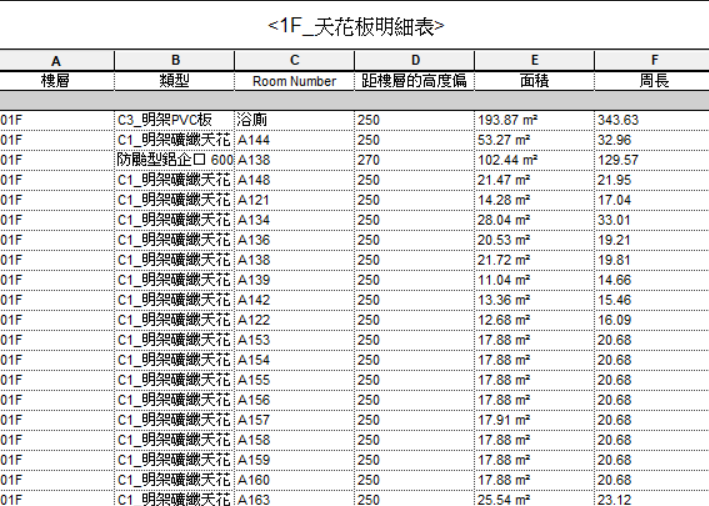 <1F_天花板明細表>
A B C D E F
樓層 類型 Room Number 距樓層的高度偏 面積 周長
01F C3_明架PVC板 浴廁 250 193.87 m² 343.63
01F C1_明架礦纖天花 A144 250 53.27 m² 32.96
01F 防颱型鋁企口 600 A138 270 102.44 m² 129.57
01F C1_明架礦纖天花 A148 250 21.47 m² 21.95
01F C1_明架礦纖天花 A121 250 14.28 m² 17.04
01F C1_明架礦纖天花 A134 250 28.04 m² 33.01
01F C1_明架礦纖天花 A136 250 20.53 m² 19.21
01F C1_明架礦纖天花 A138 250 21.72 m² 19.81
01F C1_明架礦纖天花 A139 250 11.04 m² 14.66
01F C1_明架礦纖天花 A142 250 13.36 m² 15.46
01F C1_明架礦纖天花 A122 250 12.68 m² 16.09
01F C1_明架礦纖天花 A153 250 17.88 m² 20.68
01F C1_明架礦纖天花 A154 250 17.88 m² 20.68
01F C1_明架礦纖天花 A155 250 17.88 m² 20.68
01F C1_明架礦纖天花 A156 250 17.88 m² 20.68
01F C1_明架礦纖天花 A157 250 17.91 m² 20.68
01F C1_明架礦纖天花 A158 250 17.88 m² 20.68
01F C1_明架礦纖天花 A159 250 17.88 m² 20.68
01F C1_明架礦纖天花 A160 250 17.88 m² 20.68
01F C1_明架礦纖天花 A163 250 25.54 m² 23.12